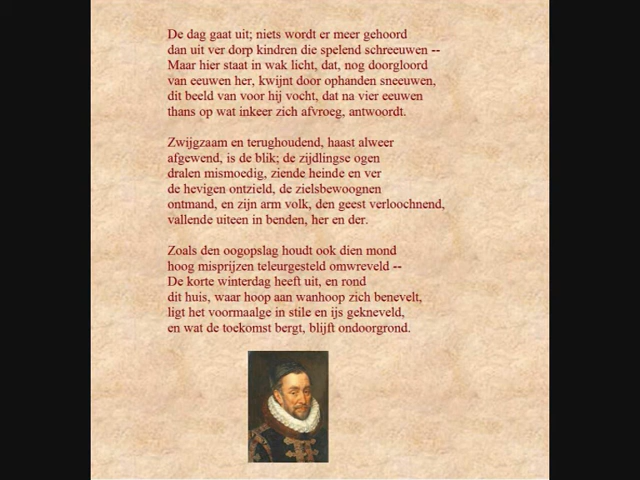 De dag gaat uit; niets wordt er meer gehoord
dan uit ver dorp kindren die spelend schreeuwen --
Maar hier staat in wak licht, dat, nog doorgloord
van eeuwen her, kwijnt door ophanden sneeuwen,
dit beeld van voor hij vocht, dat na vier eeuwen
thans op wat inkeer zich afvroeg, antwoordt.
Zwijgzaam en terughoudend, haast alweer
afgewend, is de blik; de zijdlingse ogen
dralen mismoedig, ziende heinde en ver
de hevigen ontzield, de zielsbewoognen
ontmand, en zijn arm volk, den geest verloochnend,
vallende uiteen in benden, her en der.
Zoals den oogopslag houdt ook dien mond
hoog misprijzen teleurgesteld omwreveld --
De korte winterdag heeft uit, en rond
dit huis, waar hoop aan wanhoop zich benevelt,
ligt het voormaalge in stile en ijs gekneveld,
en wat de toekomst bergt, blijft ondoorgrond.